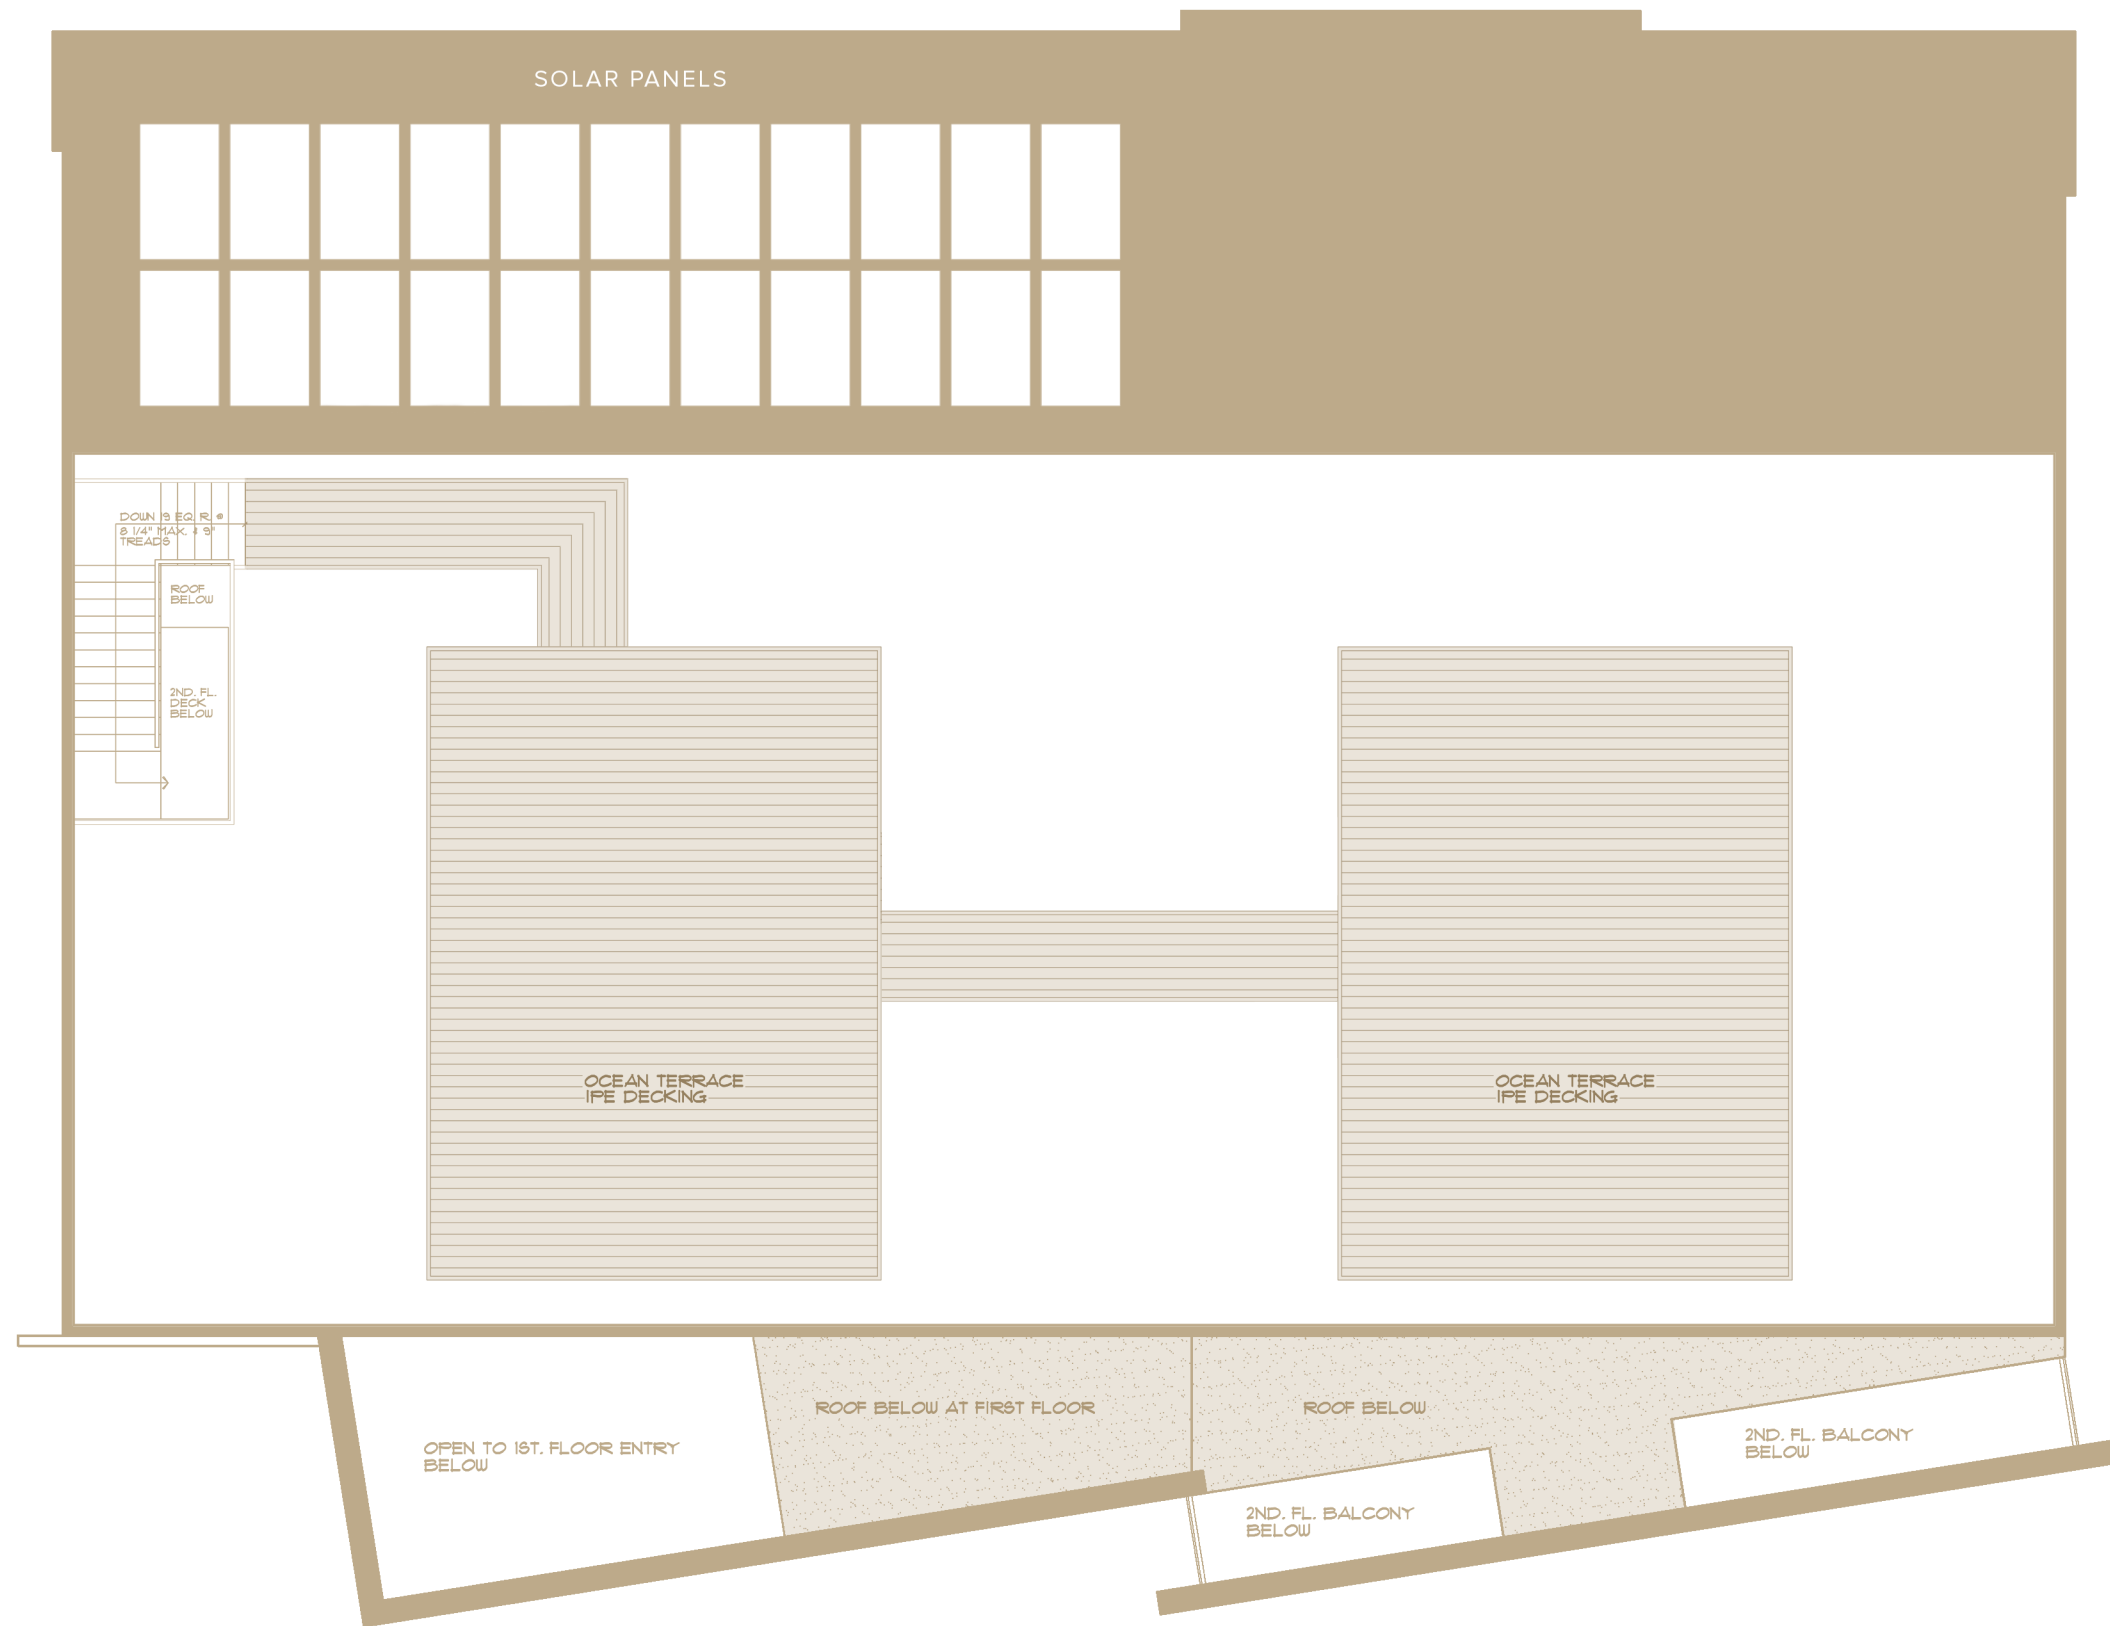 SOLAR PANELS
DOWN 19 EQ. R. @
8 1/4" MAX. & 9"
TREADS
ROOF
BELOW
2ND. FL.
DECK
BELOW
OCEAN TERRACE
IPE DECKING
OCEAN TERRACE
IPE DECKING
ROOF BELOW AT FIRST FLOOR
ROOF BELOW
OPEN TO 1ST. FLOOR ENTRY
BELOW
2ND. FL. BALCONY
BELOW
2ND. FL. BALCONY
BELOW